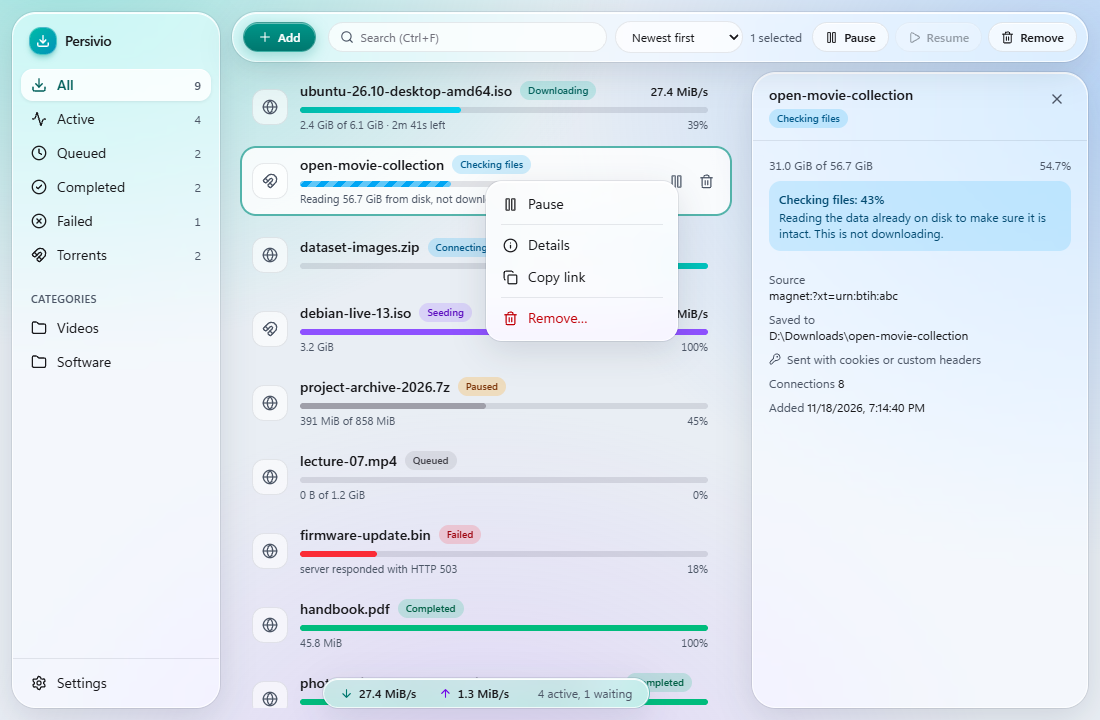 Persivio
All 9
Active 4
Queued 2
Completed 2
Failed 1
Torrents 2
CATEGORIES
Videos
Software
Settings
Add
Search (Ctrl+F)
Newest first
1 selected
Pause
Resume
Remove
ubuntu-26.10-desktop-amd64.iso Downloading 27.4 MiB/s
2.4 GiB of 6.1 GiB · 2m 41s left 39%
open-movie-collection Checking files
Reading 56.7 GiB from disk, not
dataset-images.zip Connecting
debian-live-13.iso Seeding MiB/s
3.2 GiB 100%
project-archive-2026.7z Paused
391 MiB of 858 MiB 45%
lecture-07.mp4 Queued
0 B of 1.2 GiB 0%
firmware-update.bin Failed
server responded with HTTP 503 18%
handbook.pdf Completed
45.8 MiB 100%
Pause
Details
Copy link
Remove...
27.4 MiB/s 1.3 MiB/s 4 active, 1 waiting
open-movie-collection
Checking files
31.0 GiB of 56.7 GiB 54.7%
Checking files: 43%
Reading the data already on disk to make sure it is
intact. This is not downloading.
Source
magnet:?xt=urn:btih:abc
Saved to
D:\Downloads\open-movie-collection
Sent with cookies or custom headers
Connections 8
Added 11/18/2026, 7:14:40 PM